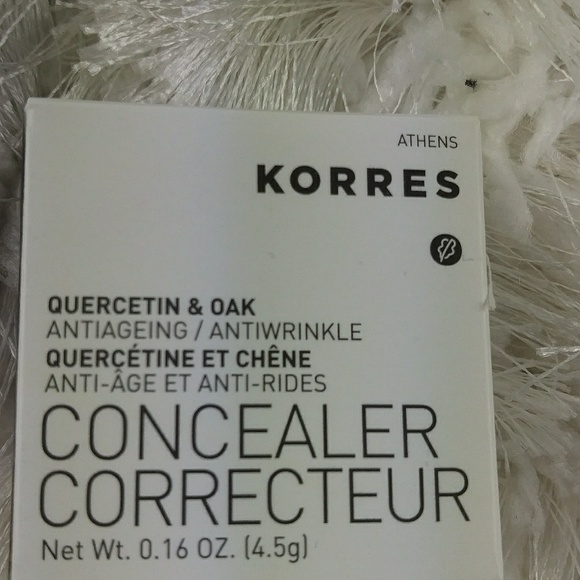 ATHENS
KORRES
QUERCETIN & OAK
ANTIAGEING / ANTIWRINKLE
QUERCÉTINE ET CHÊNE
ANTI-ÂGE ET ANTI-RIDES
CONCEALER
CORRECTEUR
Net Wt. 0.16 OZ. (4.5g)